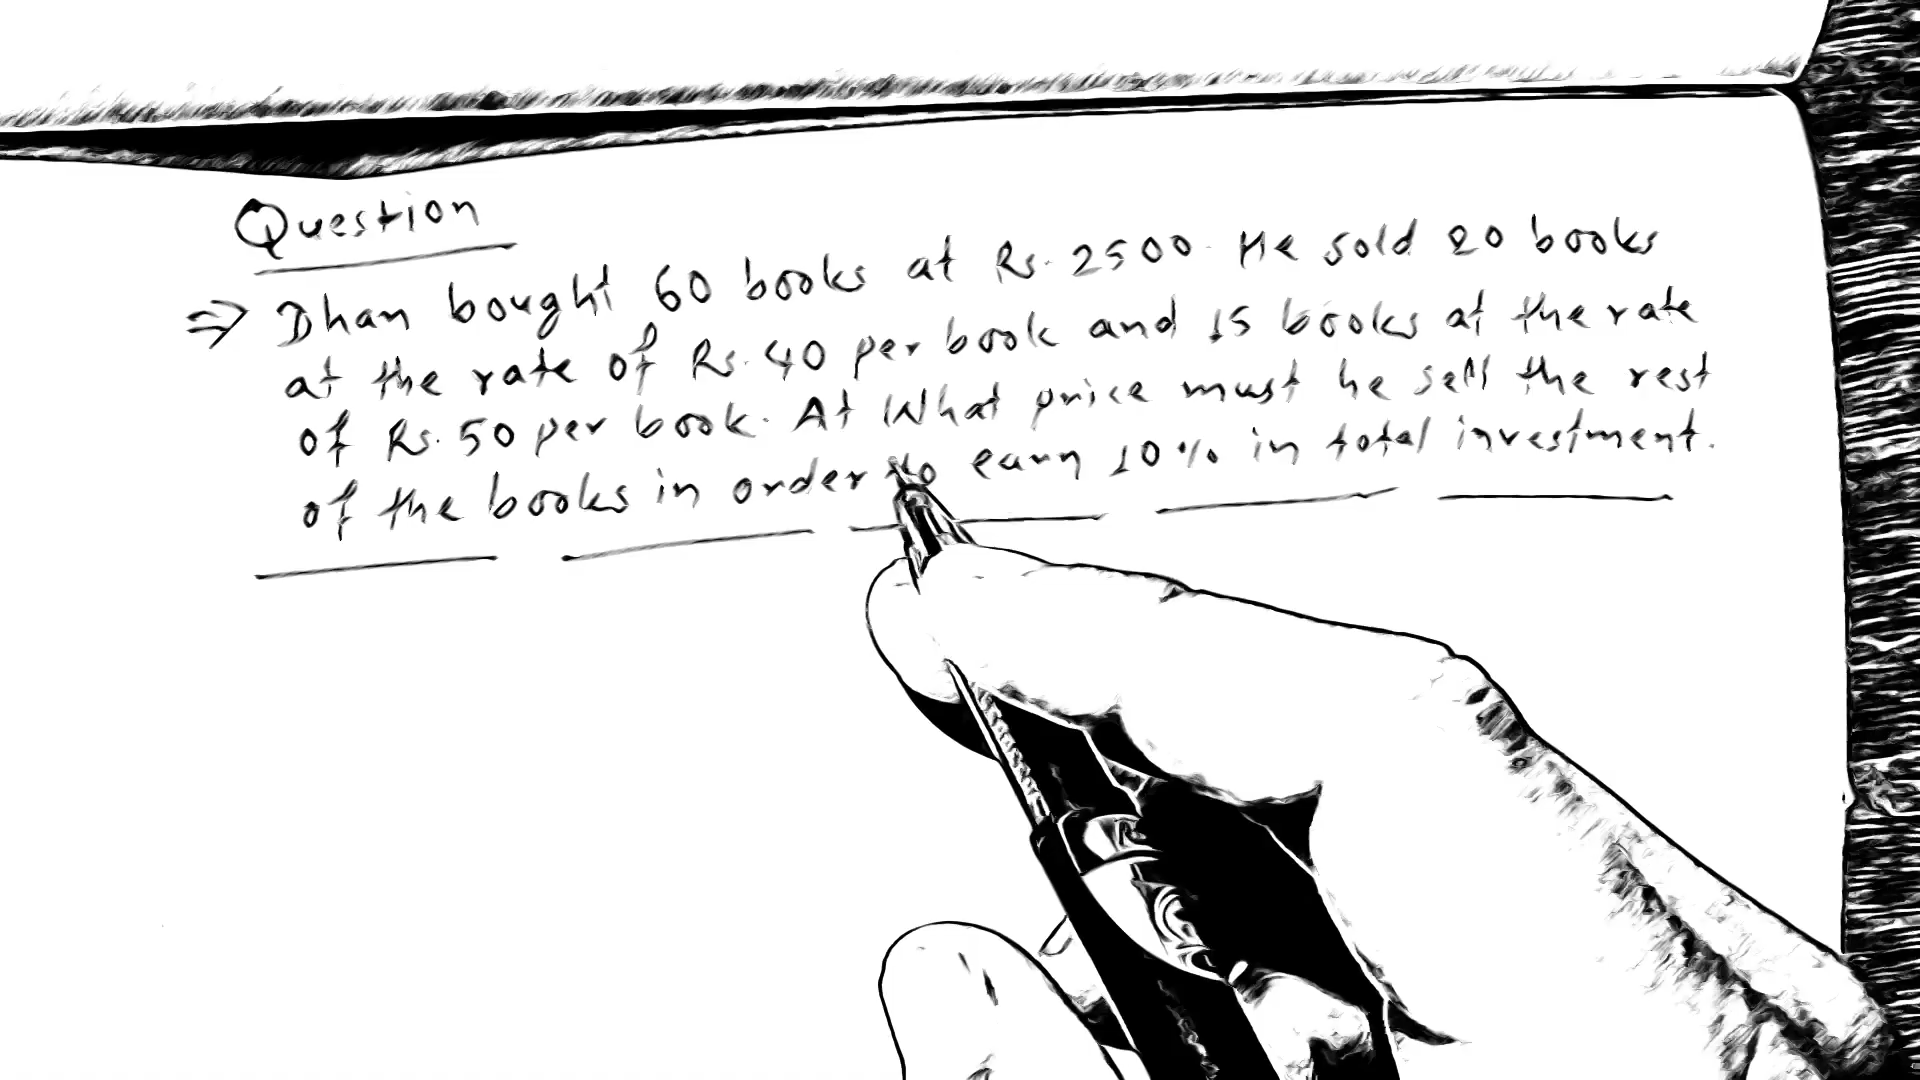 Question
⇒ Dhan bought 60 books at Rs. 2500. He sold 20 books
at the rate of Rs. 40 per book and 15 books at the rate
of Rs. 50 per book. At What price must he sell the rest
of the books in order to earn 10% in total investment.